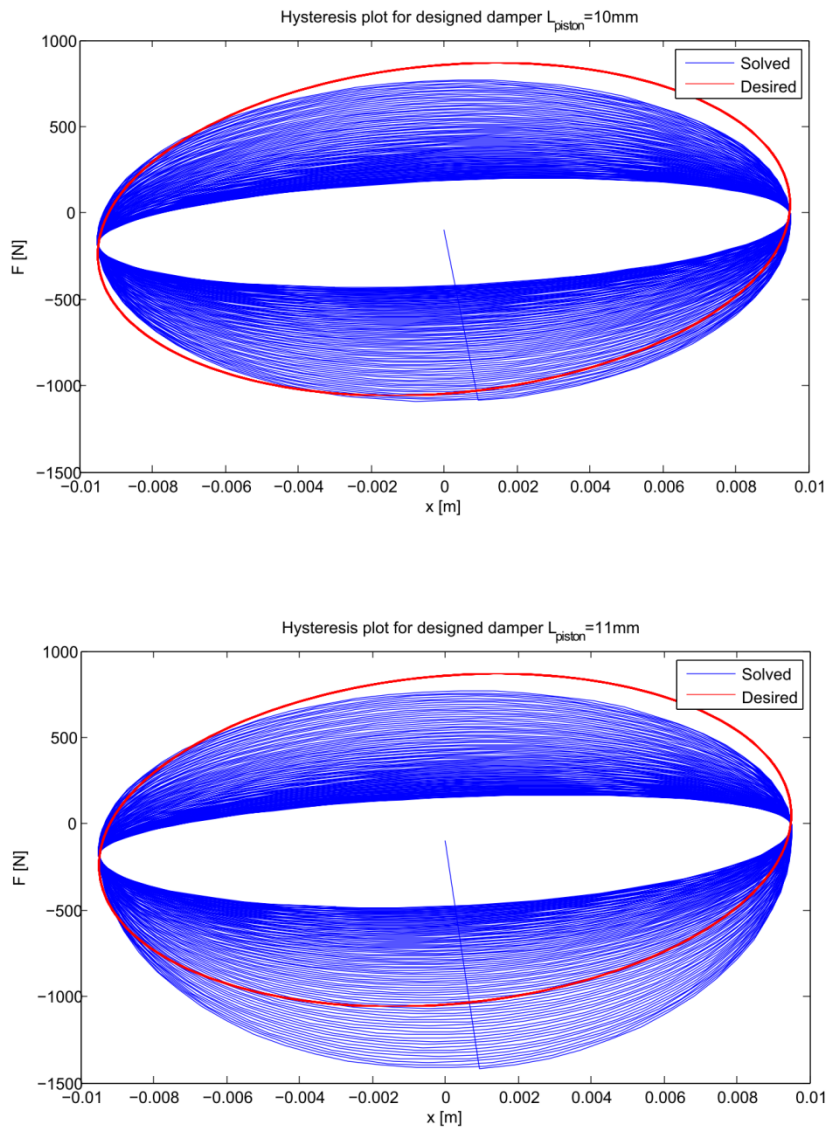 Hysteresis plot for designed damper L_piston=10mm
1000
500
0
−500
−1000
−1500
F [N]
Solved
Desired
−0.01 −0.008 −0.006 −0.004 −0.002 0 0.002 0.004 0.006 0.008 0.01
x [m]
Hysteresis plot for designed damper L_piston=11mm
1000
500
0
−500
−1000
−1500
F [N]
Solved
Desired
−0.01 −0.008 −0.006 −0.004 −0.002 0 0.002 0.004 0.006 0.008 0.01
x [m]